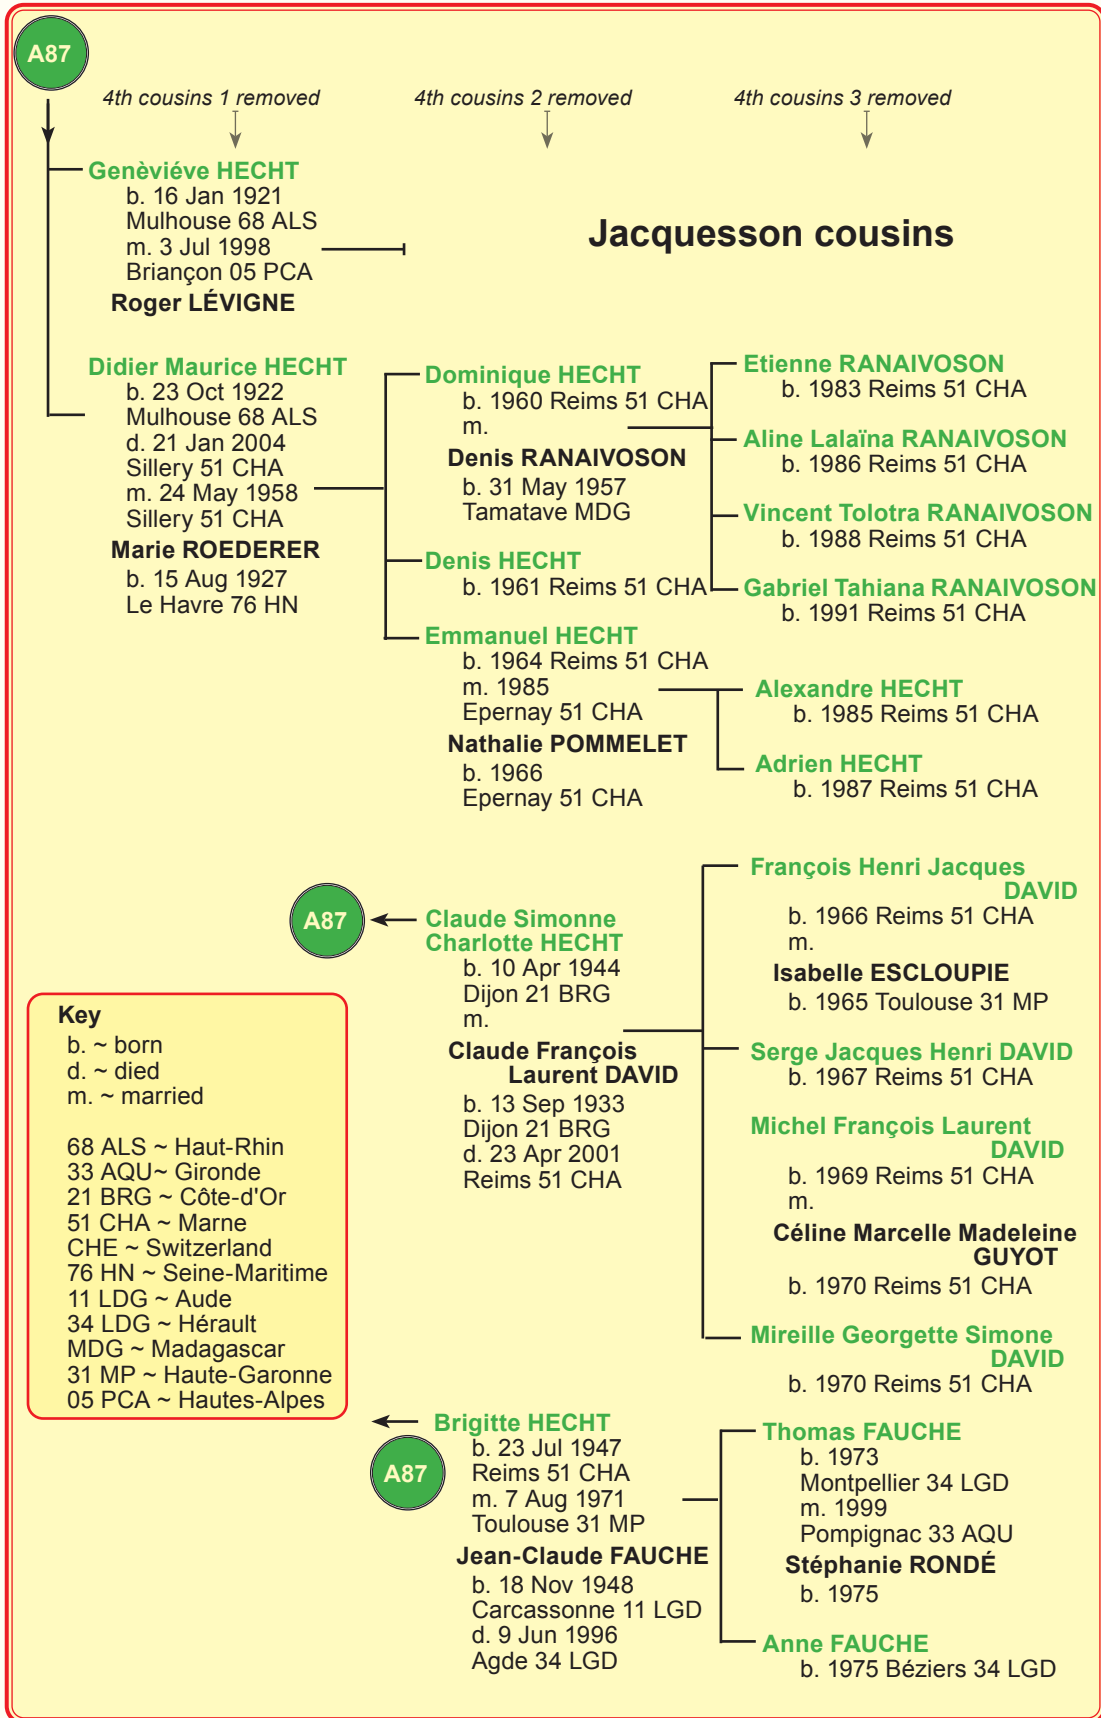 A87
4th cousins 1 removed
4th cousins 2 removed
4th cousins 3 removed
Jacquesson cousins
Genèviéve HECHT
b. 16 Jan 1921
Mulhouse 68 ALS
m. 3 Jul 1998
Briançon 05 PCA
Roger LÉVIGNE
Didier Maurice HECHT
b. 23 Oct 1922
Mulhouse 68 ALS
d. 21 Jan 2004
Sillery 51 CHA
m. 24 May 1958
Sillery 51 CHA
Marie ROEDERER
b. 15 Aug 1927
Le Havre 76 HN
Dominique HECHT
b. 1960 Reims 51 CHA
m.
Denis RANAIVOSON
b. 31 May 1957
Tamatave MDG
Denis HECHT
b. 1961 Reims 51 CHA
Emmanuel HECHT
b. 1964 Reims 51 CHA
m. 1985
Epernay 51 CHA
Nathalie POMMELET
b. 1966
Epernay 51 CHA
Etienne RANAIVOSON
b. 1983 Reims 51 CHA
Aline Lalaïna RANAIVOSON
b. 1986 Reims 51 CHA
Vincent Tolotra RANAIVOSON
b. 1988 Reims 51 CHA
Gabriel Tahiana RANAIVOSON
b. 1991 Reims 51 CHA
Alexandre HECHT
b. 1985 Reims 51 CHA
Adrien HECHT
b. 1987 Reims 51 CHA
A87
Claude Simonne
Charlotte HECHT
b. 10 Apr 1944
Dijon 21 BRG
m.
Claude François
Laurent DAVID
b. 13 Sep 1933
Dijon 21 BRG
d. 23 Apr 2001
Reims 51 CHA
François Henri Jacques
DAVID
b. 1966 Reims 51 CHA
m.
Isabelle ESCLOUPIE
b. 1965 Toulouse 31 MP
Serge Jacques Henri DAVID
b. 1967 Reims 51 CHA
Michel François Laurent
DAVID
b. 1969 Reims 51 CHA
m.
Céline Marcelle Madeleine
GUYOT
b. 1970 Reims 51 CHA
Mireille Georgette Simone
DAVID
b. 1970 Reims 51 CHA
Key
b. ~ born
d. ~ died
m. ~ married
68 ALS ~ Haut-Rhin
33 AQU~ Gironde
21 BRG ~ Côte-d'Or
51 CHA ~ Marne
CHE ~ Switzerland
76 HN ~ Seine-Maritime
11 LDG ~ Aude
34 LDG ~ Hérault
MDG ~ Madagascar
31 MP ~ Haute-Garonne
05 PCA ~ Hautes-Alpes
A87
Brigitte HECHT
b. 23 Jul 1947
Reims 51 CHA
m. 7 Aug 1971
Toulouse 31 MP
Jean-Claude FAUCHE
b. 18 Nov 1948
Carcassonne 11 LGD
d. 9 Jun 1996
Agde 34 LGD
Thomas FAUCHE
b. 1973
Montpellier 34 LGD
m. 1999
Pompignac 33 AQU
Stéphanie RONDÉ
b. 1975
Anne FAUCHE
b. 1975 Béziers 34 LGD